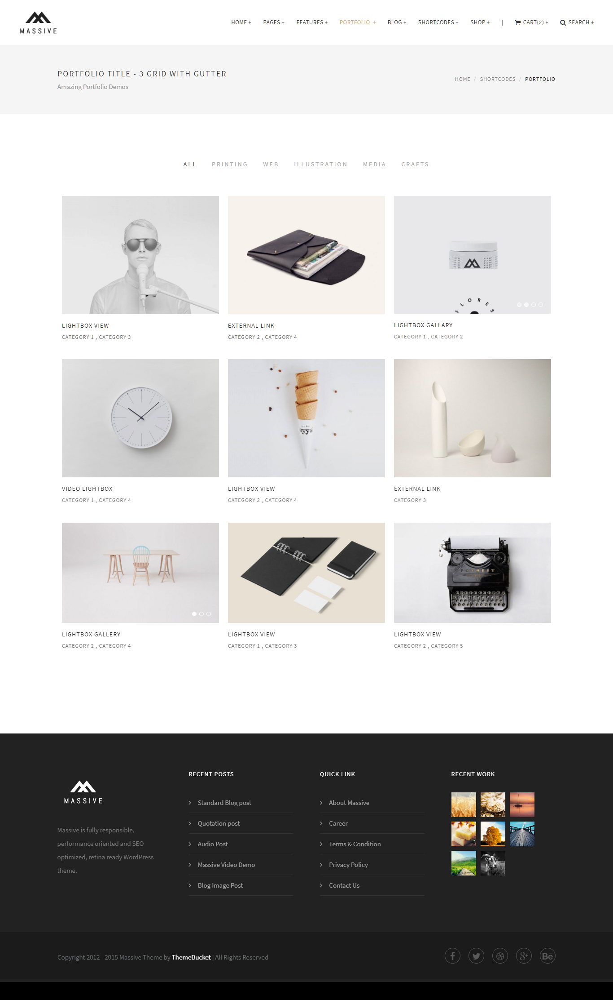 MASSIVE
HOME + PAGES + FEATURES + PORTFOLIO + BLOG + SHORTCODES + SHOP + | CART(2) + SEARCH +
PORTFOLIO TITLE - 3 GRID WITH GUTTER
Amazing Portfolio Demos
HOME / SHORTCODES / PORTFOLIO
ALL PRINTING WEB ILLUSTRATION MEDIA CRAFTS
FLORES
LIGHTBOX VIEW
CATEGORY 1 , CATEGORY 3
EXTERNAL LINK
CATEGORY 2 , CATEGORY 4
LIGHTBOX GALLARY
CATEGORY 1 , CATEGORY 2
oyya
VIDEO LIGHTBOX
CATEGORY 1 , CATEGORY 4
LIGHTBOX VIEW
CATEGORY 2 , CATEGORY 4
EXTERNAL LINK
CATEGORY 3
LIGHTBOX GALLERY
CATEGORY 2 , CATEGORY 4
LIGHTBOX VIEW
CATEGORY 1 , CATEGORY 3
LIGHTBOX VIEW
CATEGORY 2 , CATEGORY 5
MASSIVE
Massive is fully responsible,
performance oriented and SEO
optimized, retina ready WordPress
theme.
RECENT POSTS
Standard Blog post
Quotation post
Audio Post
Massive Video Demo
Blog Image Post
QUICK LINK
About Massive
Career
Terms & Condition
Privacy Policy
Contact Us
RECENT WORK
Copyright 2012 - 2015 Massive Theme by ThemeBucket | All Rights Reserved